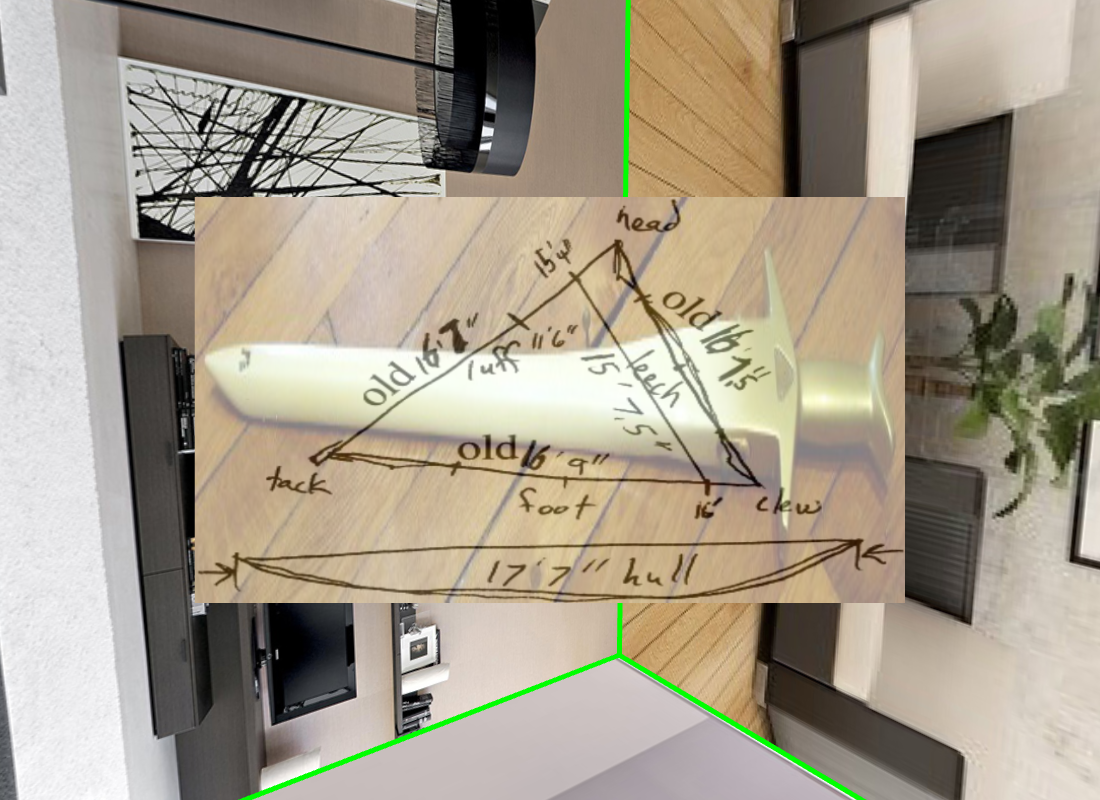 head
15'4"
old 16'7"
luff 11'6"
old 16'7.5"
leech
15'7.5"
old 16'9"
tack
foot
16'
clew
17'7" hull